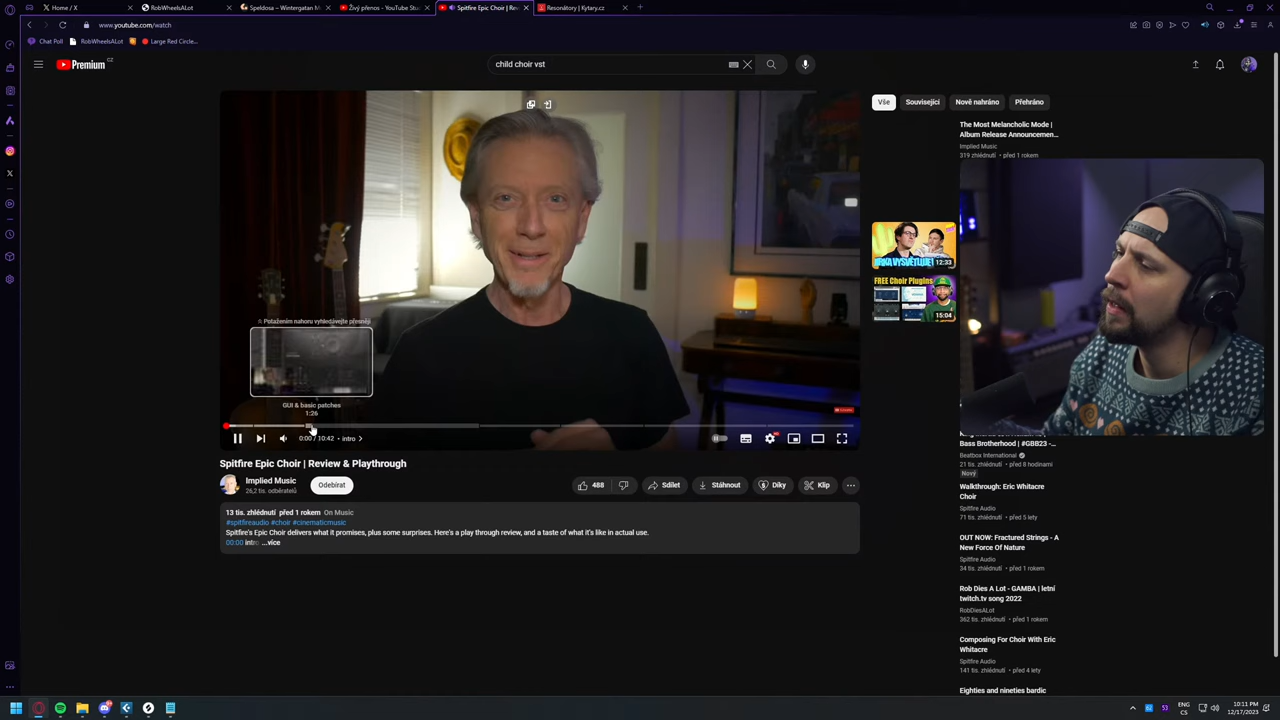 Home / X
RobWheelsALot
Speldosa – Wintergatan M
Živý přenos - YouTube Stu
Spitfire Epic Choir | Rev
Resonátory | Kytary.cz
www.youtube.com/watch
Chat Poll
RobWheelsALot
Large Red Circle...
Premium
CZ
child choir vst
Vše
Související
Nově nahráno
Přehráno
The Most Melancholic Mode |
Album Release Announcemen...
Implied Music
319 zhlédnutí • před 1 rokem
12:33
FREE Choir Plugins
15:04
Potažením nahoru vyhledávejte přesněji
GUI & basic patches
1:26
0:00 / 10:42 • intro
Spitfire Epic Choir | Review & Playthrough
Implied Music
26,2 tis. odběratelů
Odebírat
488
Sdílet
Stáhnout
Díky
Klip
13 tis. zhlédnutí před 1 rokem On Music
#spitfireaudio #choir #cinematicmusic
Spitfire's Epic Choir delivers what it promises, plus some surprises. Here's a play through review, and a taste of what it's like in actual use.
00:00 intro ...více
Bass Brotherhood | #GBB23 -...
Beatbox International
21 tis. zhlédnutí • před 8 hodinami
Nový
Walkthrough: Eric Whitacre
Choir
Spitfire Audio
71 tis. zhlédnutí • před 5 lety
OUT NOW: Fractured Strings - A
New Force Of Nature
Spitfire Audio
34 tis. zhlédnutí • před 1 rokem
Rob Dies A Lot - GAMBA | letní
twitch.tv song 2022
RobDiesALot
362 tis. zhlédnutí • před 1 rokem
Composing For Choir With Eric
Whitacre
Spitfire Audio
141 tis. zhlédnutí • před 4 lety
Eighties and nineties bardic
ENG
CS
10:11 PM
12/17/2023